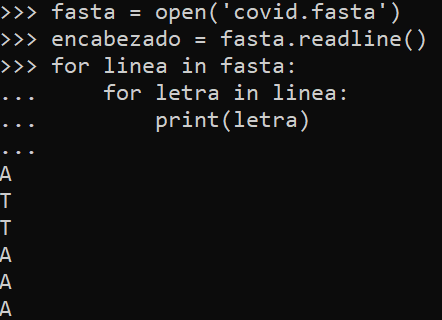 >>> fasta = open('covid.fasta')
>>> encabezado = fasta.readline()
>>> for linea in fasta:
...     for letra in linea:
...         print(letra)
...
A
T
T
A
A
A